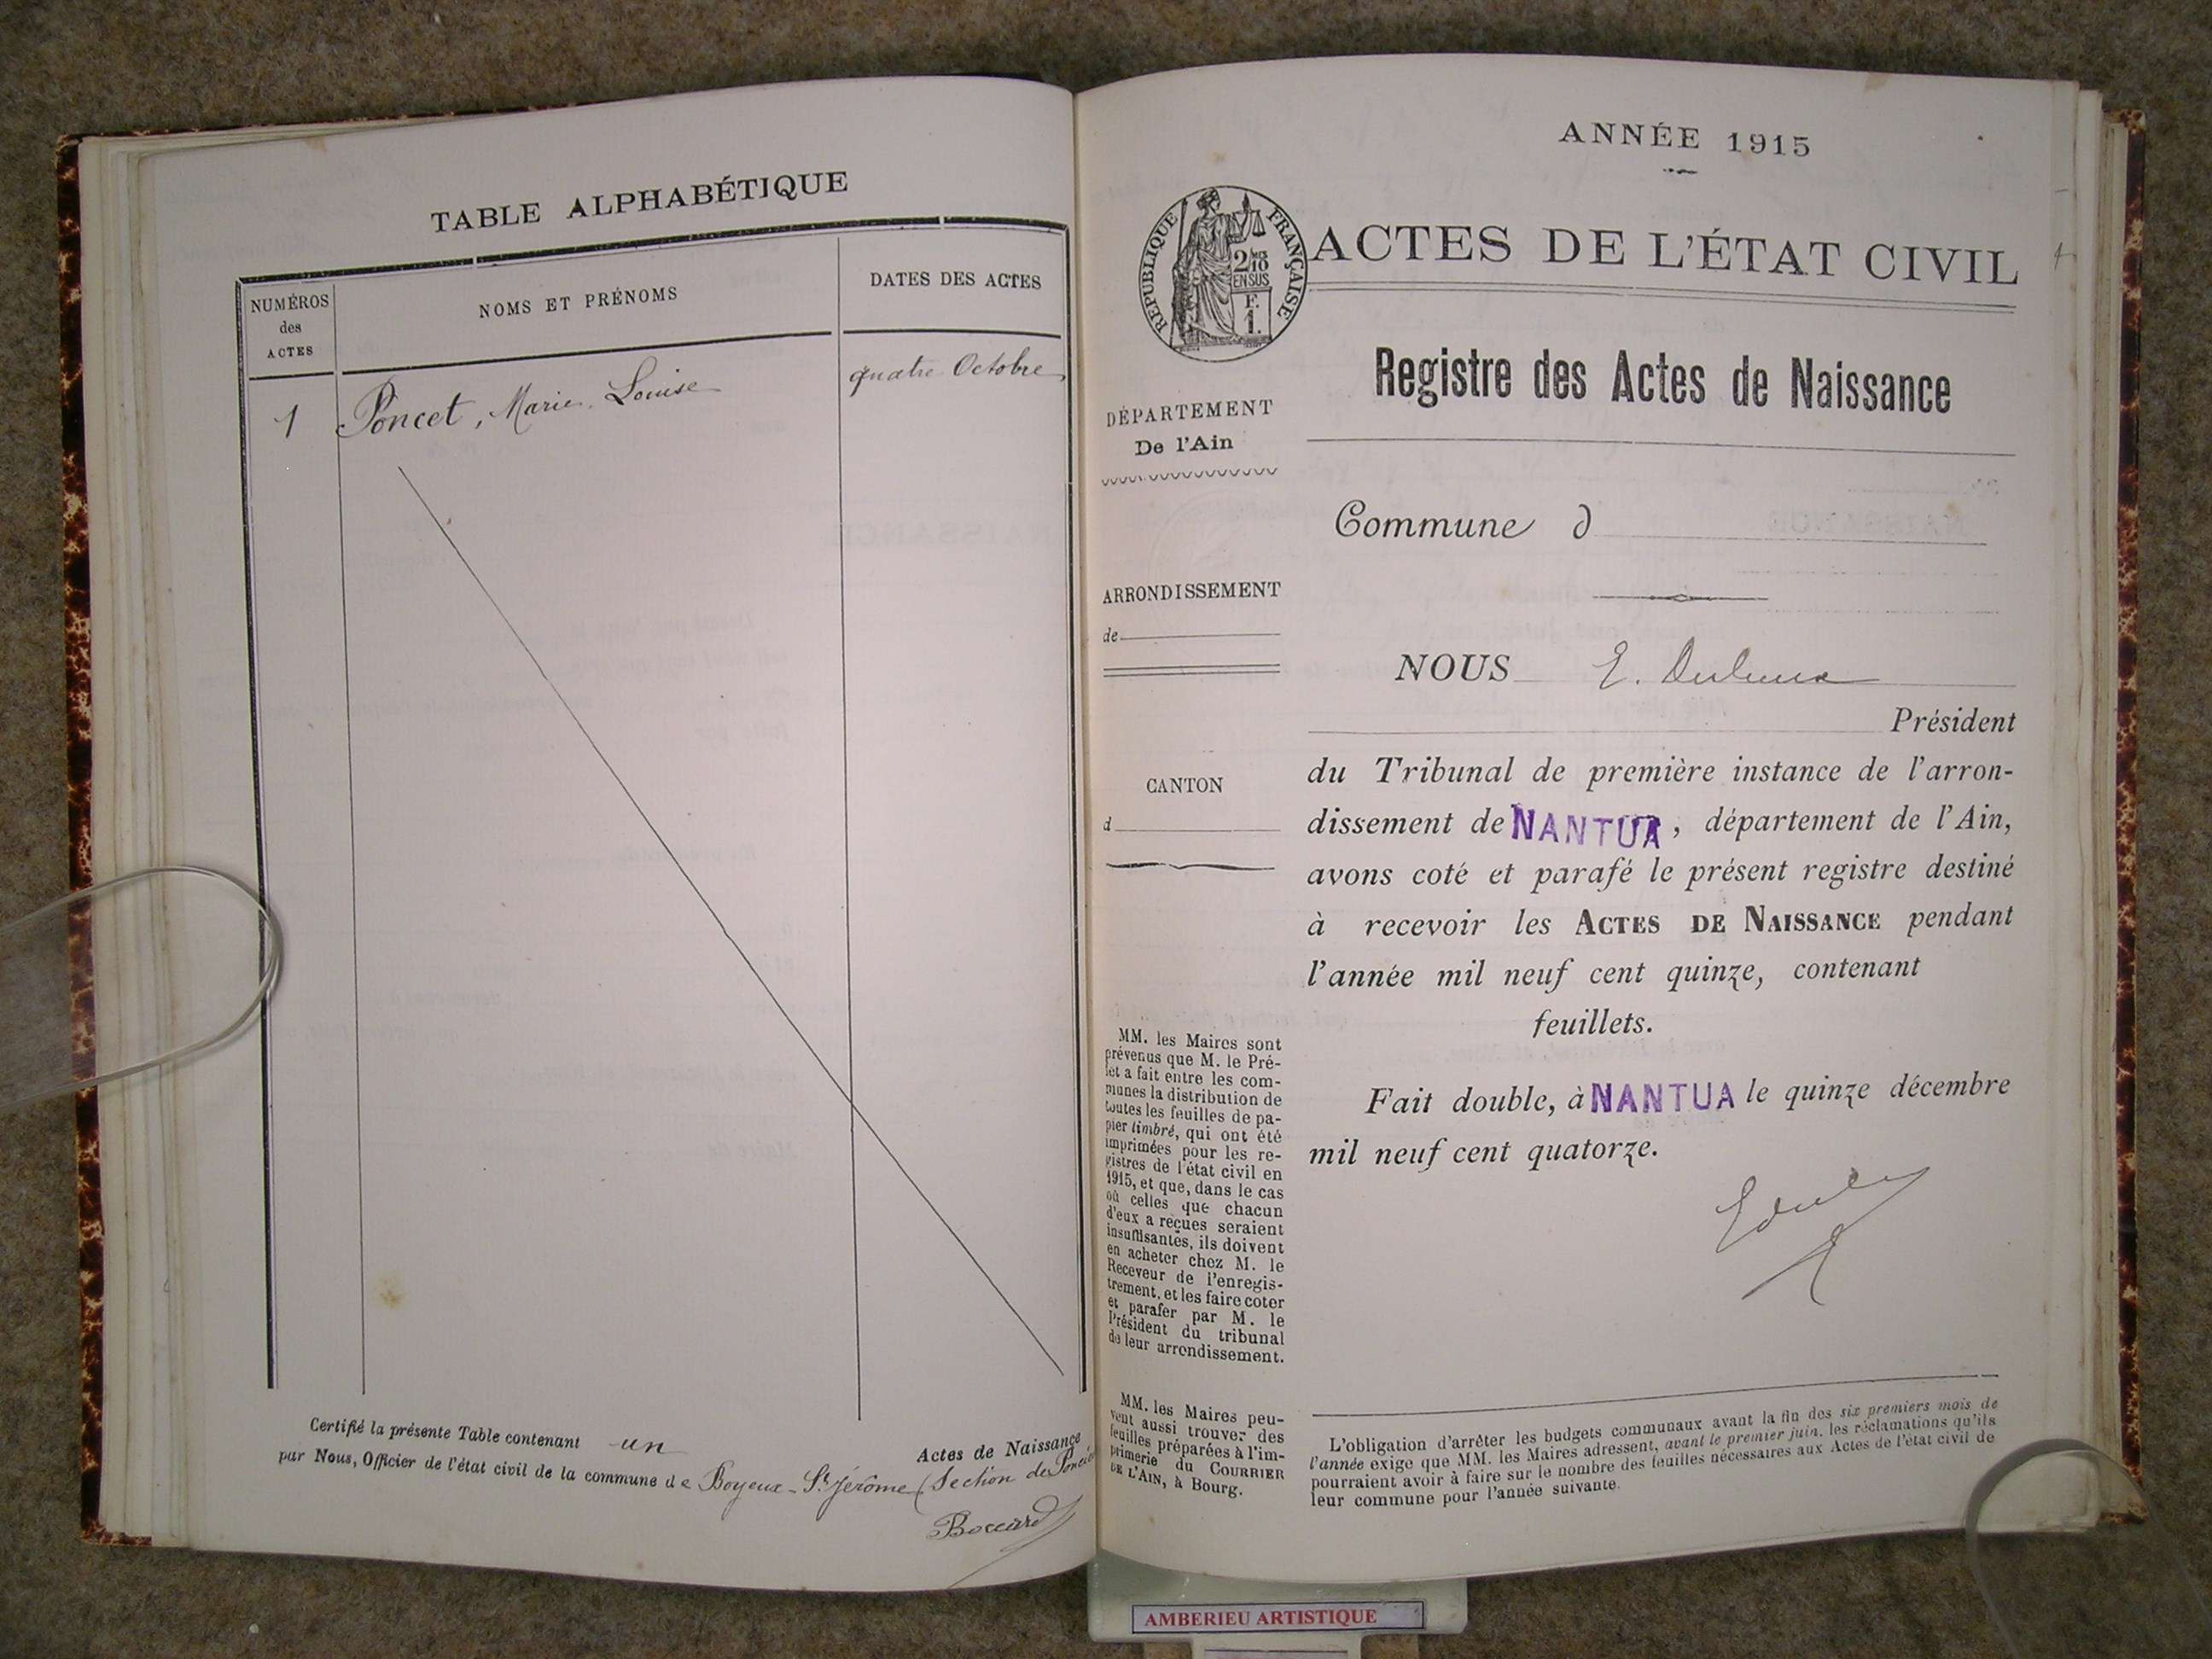 TABLE ALPHABÉTIQUE
NUMÉROS
des
ACTES
NOMS ET PRÉNOMS
DATES DES ACTES
1 Poncet, Marie, Louise quatre Octobre
Certifié la présente Table contenant un Actes de Naissance
par Nous, Officier de l'état civil de la commune de Boyeux-St Jérôme (Section de
Boccard
ANNÉE 1915
RÉPUBLIQUE FRANÇAISE
2/10
EN SUS
F.
1.
ACTES DE L'ÉTAT CIVIL
Registre des Actes de Naissance
DÉPARTEMENT
De l'Ain
ARRONDISSEMENT
de
CANTON
d
MM. les Maires sont
prévenus que M. le Pré-
fet a fait entre les com-
munes la distribution de
toutes les feuilles de pa-
pier timbré, qui ont été
imprimées pour les re-
gistres de l'état civil en
1915, et que, dans le cas
où celles que chacun
d'eux a reçues seraient
insuffisantes, ils doivent
en acheter chez M. le
Receveur de l'enregis-
trement, et les faire coter
et parafer par M. le
Président du tribunal
de leur arrondissement.
MM. les Maires peu-
vent aussi trouver des
feuilles préparées à l'im-
primerie du COURRIER
DE L'AIN, à Bourg.
Commune d
NOUS E.
Président
du Tribunal de première instance de l'arron-
dissement de NANTUA, département de l'Ain,
avons coté et parafé le présent registre destiné
à recevoir les ACTES DE NAISSANCE pendant
l'année mil neuf cent quinze, contenant
feuillets.
Fait double, à NANTUA le quinze décembre
mil neuf cent quatorze.
L'obligation d'arrêter les budgets communaux avant la fin des six premiers mois de
l'année exige que MM. les Maires adressent, avant le premier juin, les réclamations qu'ils
pourraient avoir à faire sur le nombre des feuilles nécessaires aux Actes de l'état civil de
leur commune pour l'année suivante.
AMBERIEU ARTISTIQUE